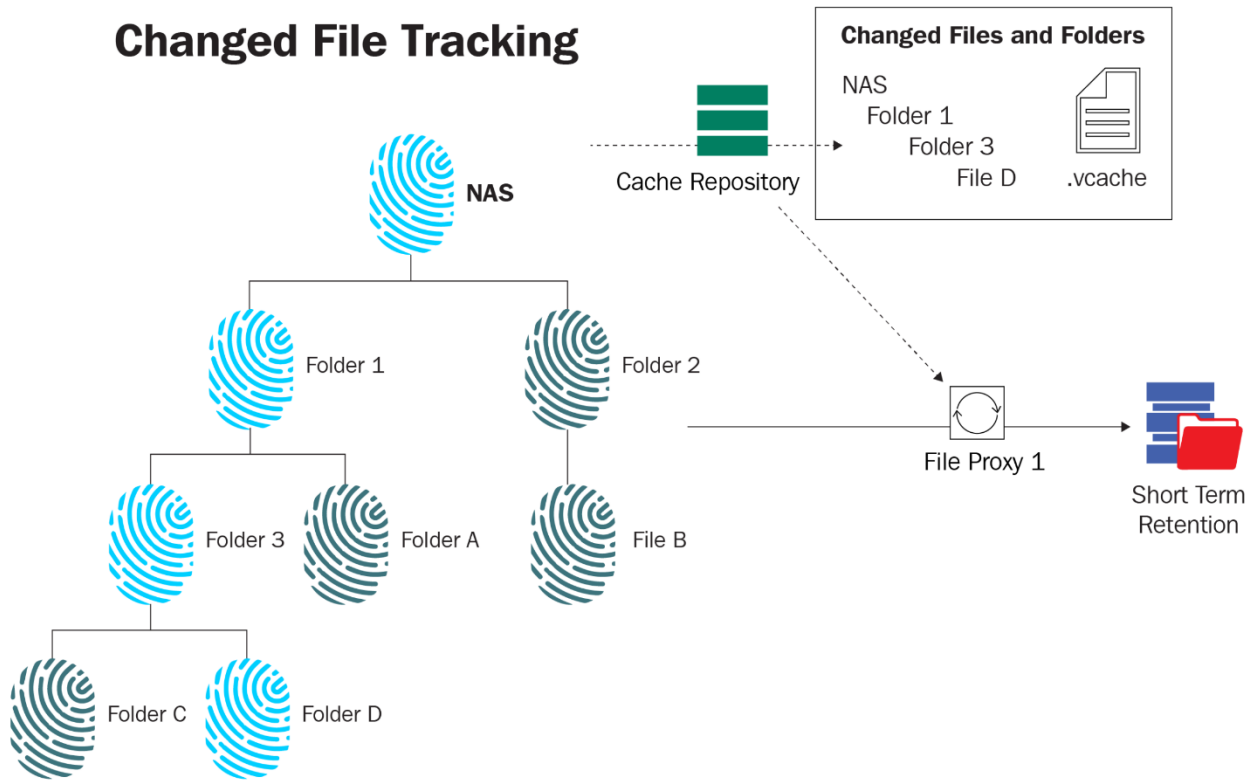 Changed File Tracking
Changed Files and Folders
NAS
Folder 1
Folder 3
File D
.vcache
Cache Repository
NAS
Folder 1
Folder 2
File Proxy 1
Short Term
Retention
Folder 3
Folder A
File B
Folder C
Folder D